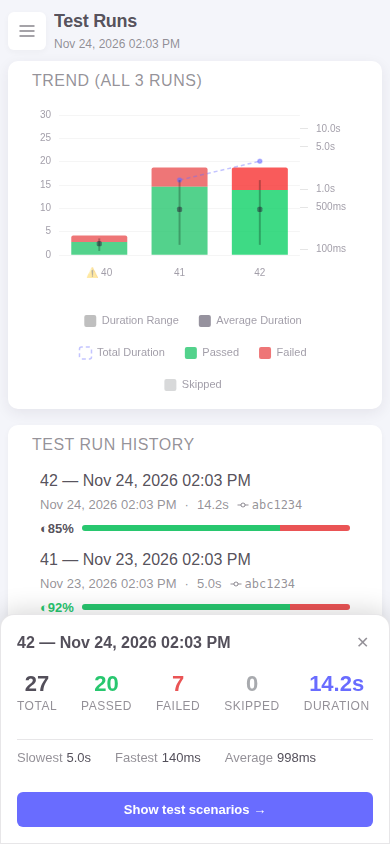 Test Runs
Nov 24, 2026 02:03 PM
TREND (ALL 3 RUNS)
30
25
20
15
10
5
0
10.0s
5.0s
1.0s
500ms
100ms
⚠ 40
41
42
Duration Range
Average Duration
Total Duration
Passed
Failed
Skipped
TEST RUN HISTORY
42 — Nov 24, 2026 02:03 PM
Nov 24, 2026 02:03 PM · 14.2s abc1234
85%
41 — Nov 23, 2026 02:03 PM
Nov 23, 2026 02:03 PM · 5.0s abc1234
92%
42 — Nov 24, 2026 02:03 PM ×
27 20 7 0 14.2s
TOTAL PASSED FAILED SKIPPED DURATION
Slowest 5.0s Fastest 140ms Average 998ms
Show test scenarios →